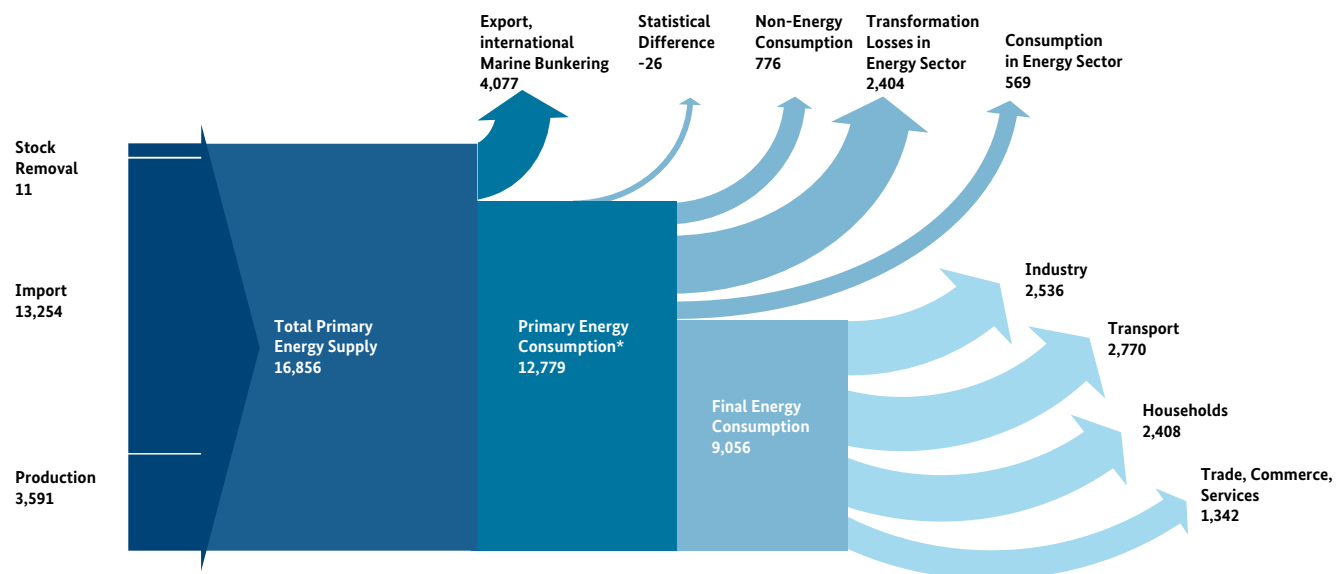 Export,
international
Marine Bunkering
4,077
Statistical
Difference
-26
Non-Energy
Consumption
776
Transformation
Losses in
Energy Sector
2,404
Consumption
in Energy Sector
569
Stock
Removal
11
Import
13,254
Production
3,591
Total Primary
Energy Supply
16,856
Primary Energy
Consumption*
12,779
Final Energy
Consumption
9,056
Industry
2,536
Transport
2,770
Households
2,408
Trade, Commerce,
Services
1,342